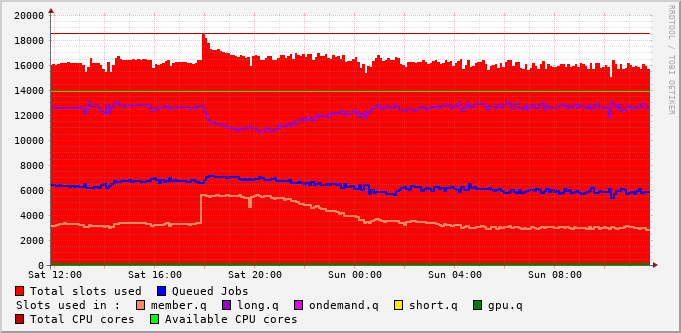 20000
18000
16000
14000
12000
10000
8000
6000
4000
2000
0
Sat 12:00 Sat 16:00 Sat 20:00 Sun 00:00 Sun 04:00 Sun 08:00
RRDTOOL / TOBI OETIKER
Total slots used Queued Jobs
Slots used in : member.q long.q ondemand.q short.q gpu.q
Total CPU cores Available CPU cores